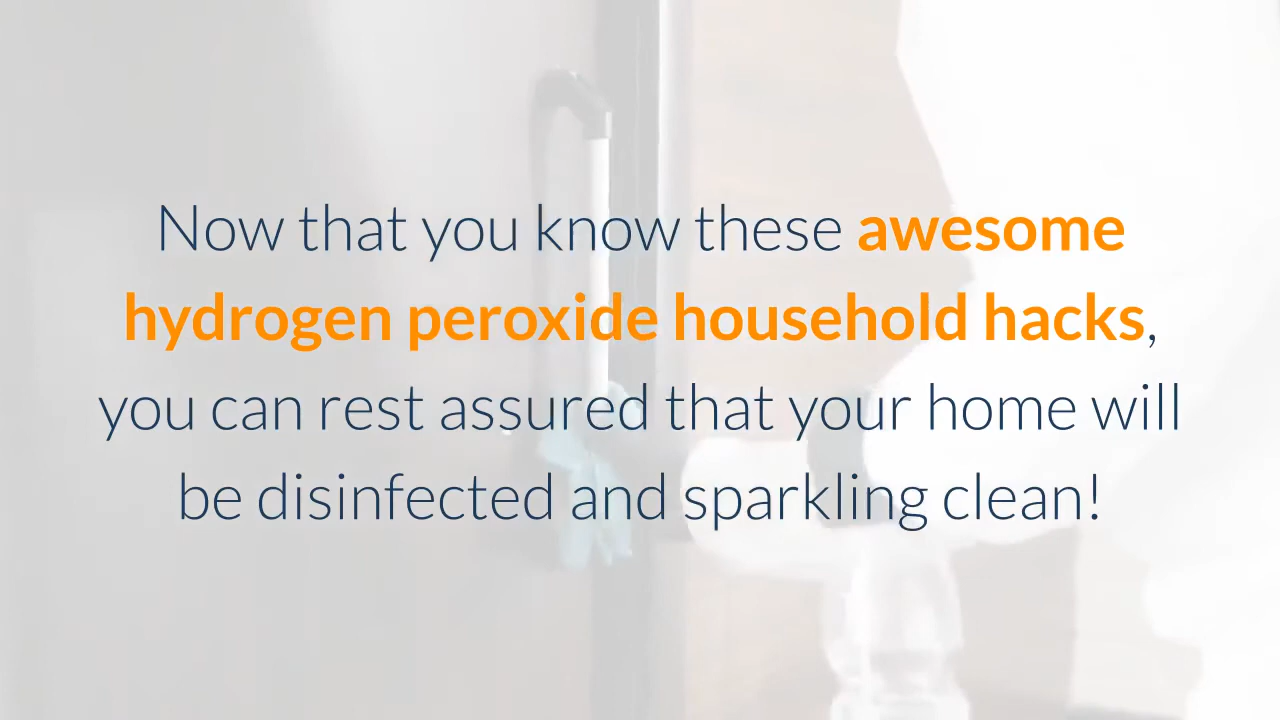 Now that you know these awesome
hydrogen peroxide household hacks,
you can rest assured that your home will
be disinfected and sparkling clean!